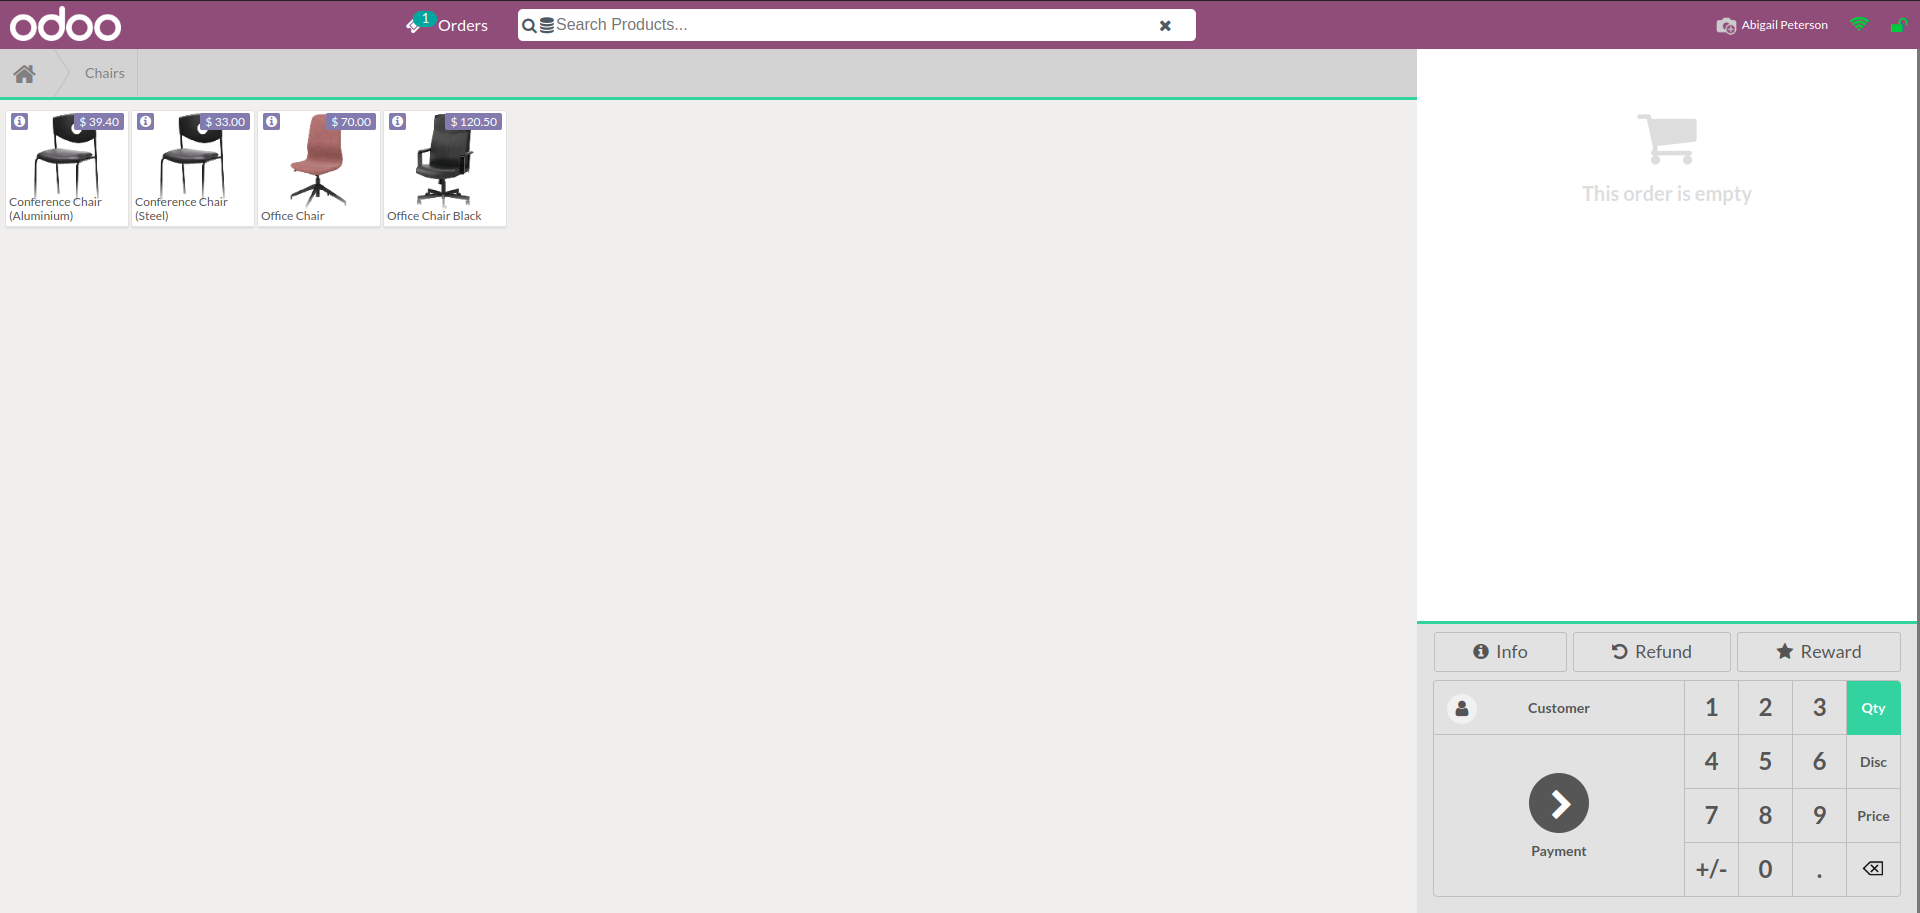 odoo
1
Orders
Search Products...
Abigail Peterson
Chairs
$ 39.40
Conference Chair
(Aluminium)
$ 33.00
Conference Chair
(Steel)
$ 70.00
Office Chair
$ 120.50
Office Chair Black
This order is empty
Info
Refund
Reward
Customer
1 2 3 Qty
4 5 6 Disc
7 8 9 Price
Payment
+/- 0 .